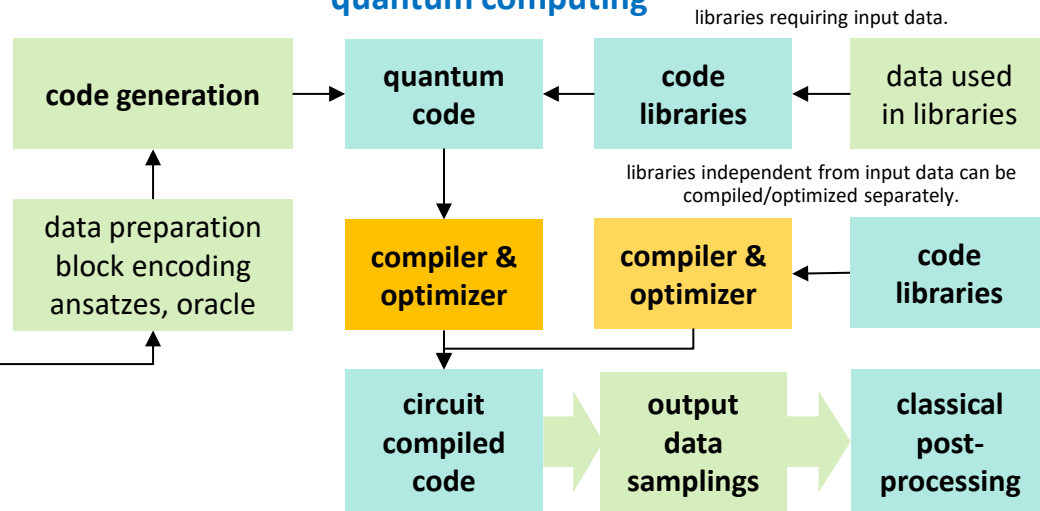 quantum computing
libraries requiring input data.
code generation
quantum
code
code
libraries
data used
in libraries
libraries independent from input data can be
compiled/optimized separately.
data preparation
block encoding
ansatzes, oracle
compiler &
optimizer
compiler &
optimizer
code
libraries
circuit
compiled
code
output
data
samplings
classical
post-
processing